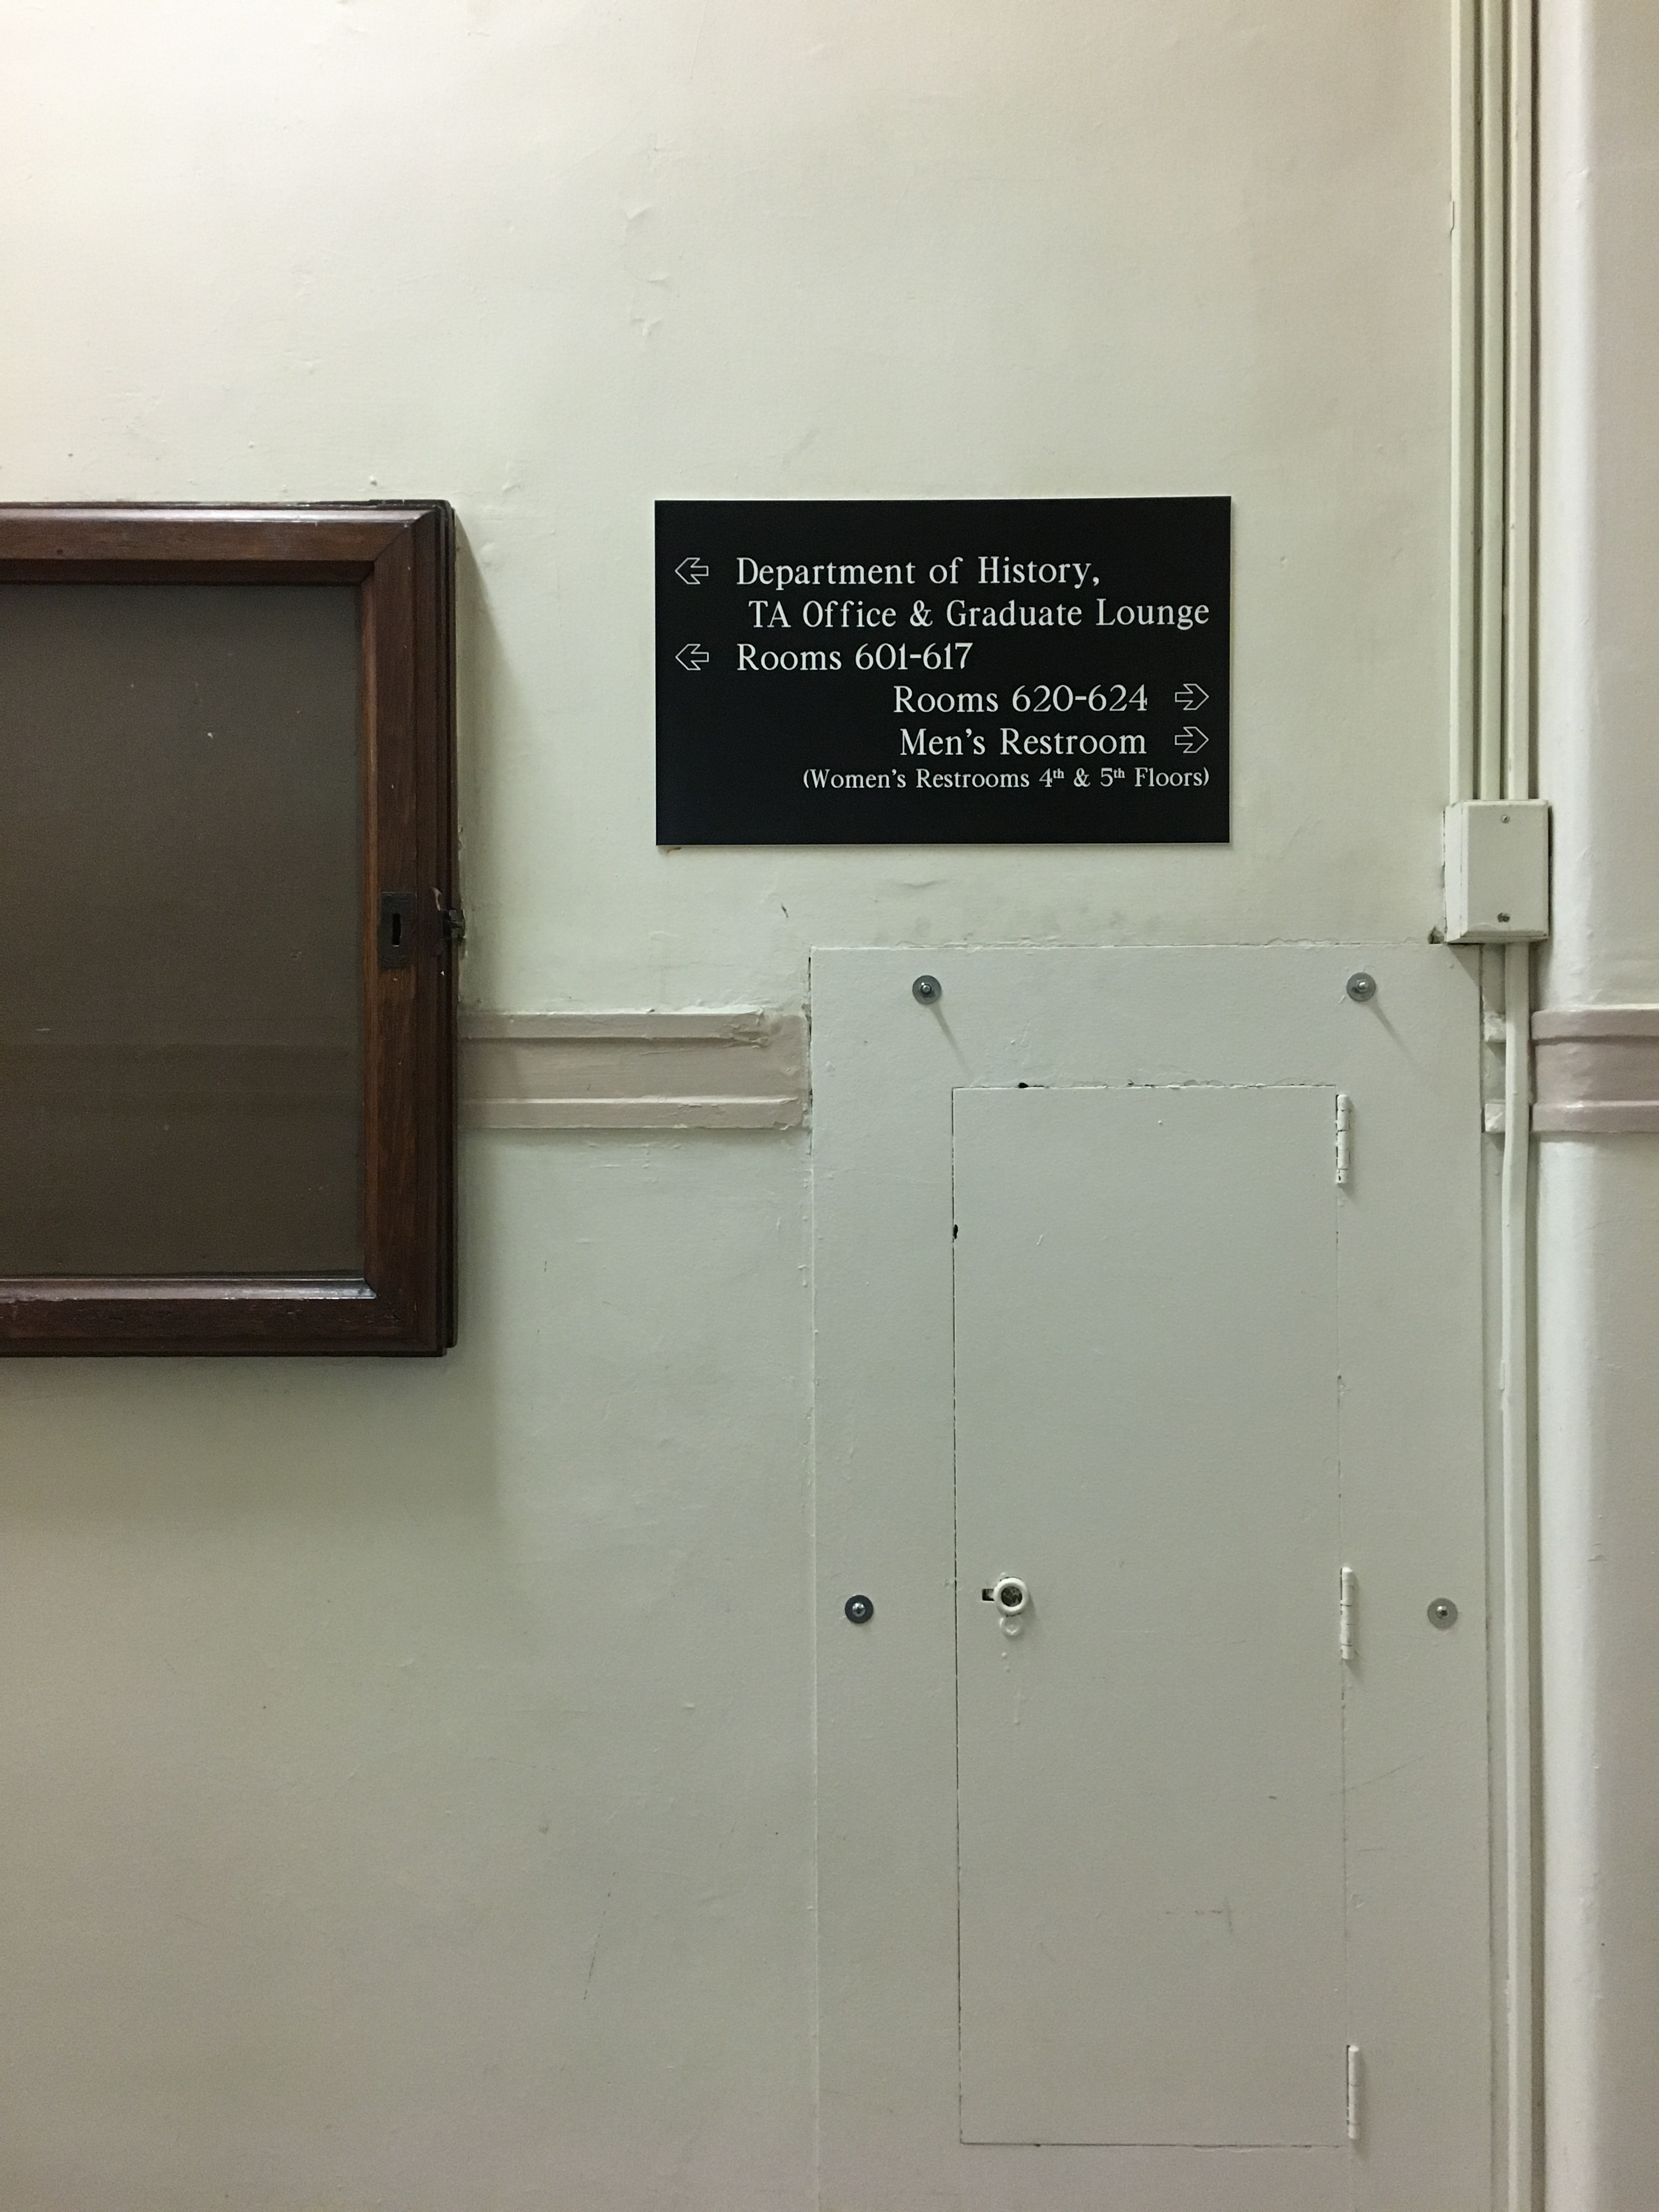 Department of History,
TA Office & Graduate Lounge
Rooms 601-617
Rooms 620-624
Men's Restroom
(Women's Restrooms 4th & 5th Floors)